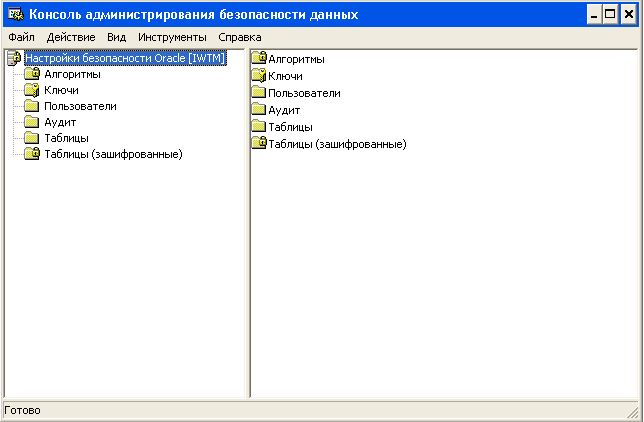 Консоль администрирования безопасности данных
Файл Действие Вид Инструменты Справка
Настройки безопасности Oracle [IWTM]
Алгоритмы
Ключи
Пользователи
Аудит
Таблицы
Таблицы (зашифрованные)
Алгоритмы
Ключи
Пользователи
Аудит
Таблицы
Таблицы (зашифрованные)
Готово